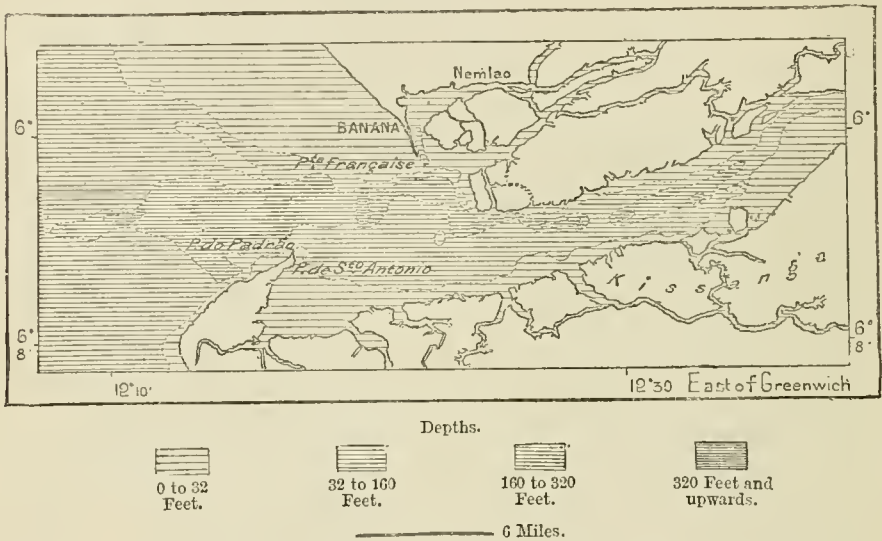 Nemlao
6°
6°
BANANA
Pta Française
P. do Padrão
P. de Sto Antonio
Kissanga
6°
8'
6°
8'
12°10'
12°30 East of Greenwich
Depths.
0 to 32
Feet.
32 to 160
Feet.
160 to 320
Feet.
320 Feet and
upwards.
6 Miles.